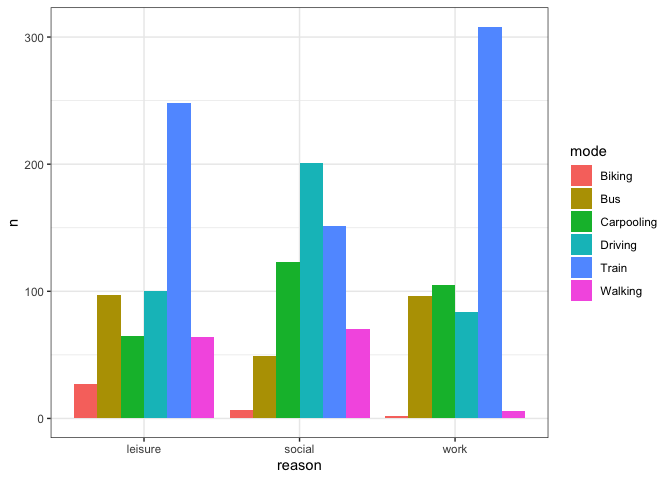 n
300
200
100
0
leisure
social
work
reason
mode
Biking
Bus
Carpooling
Driving
Train
Walking